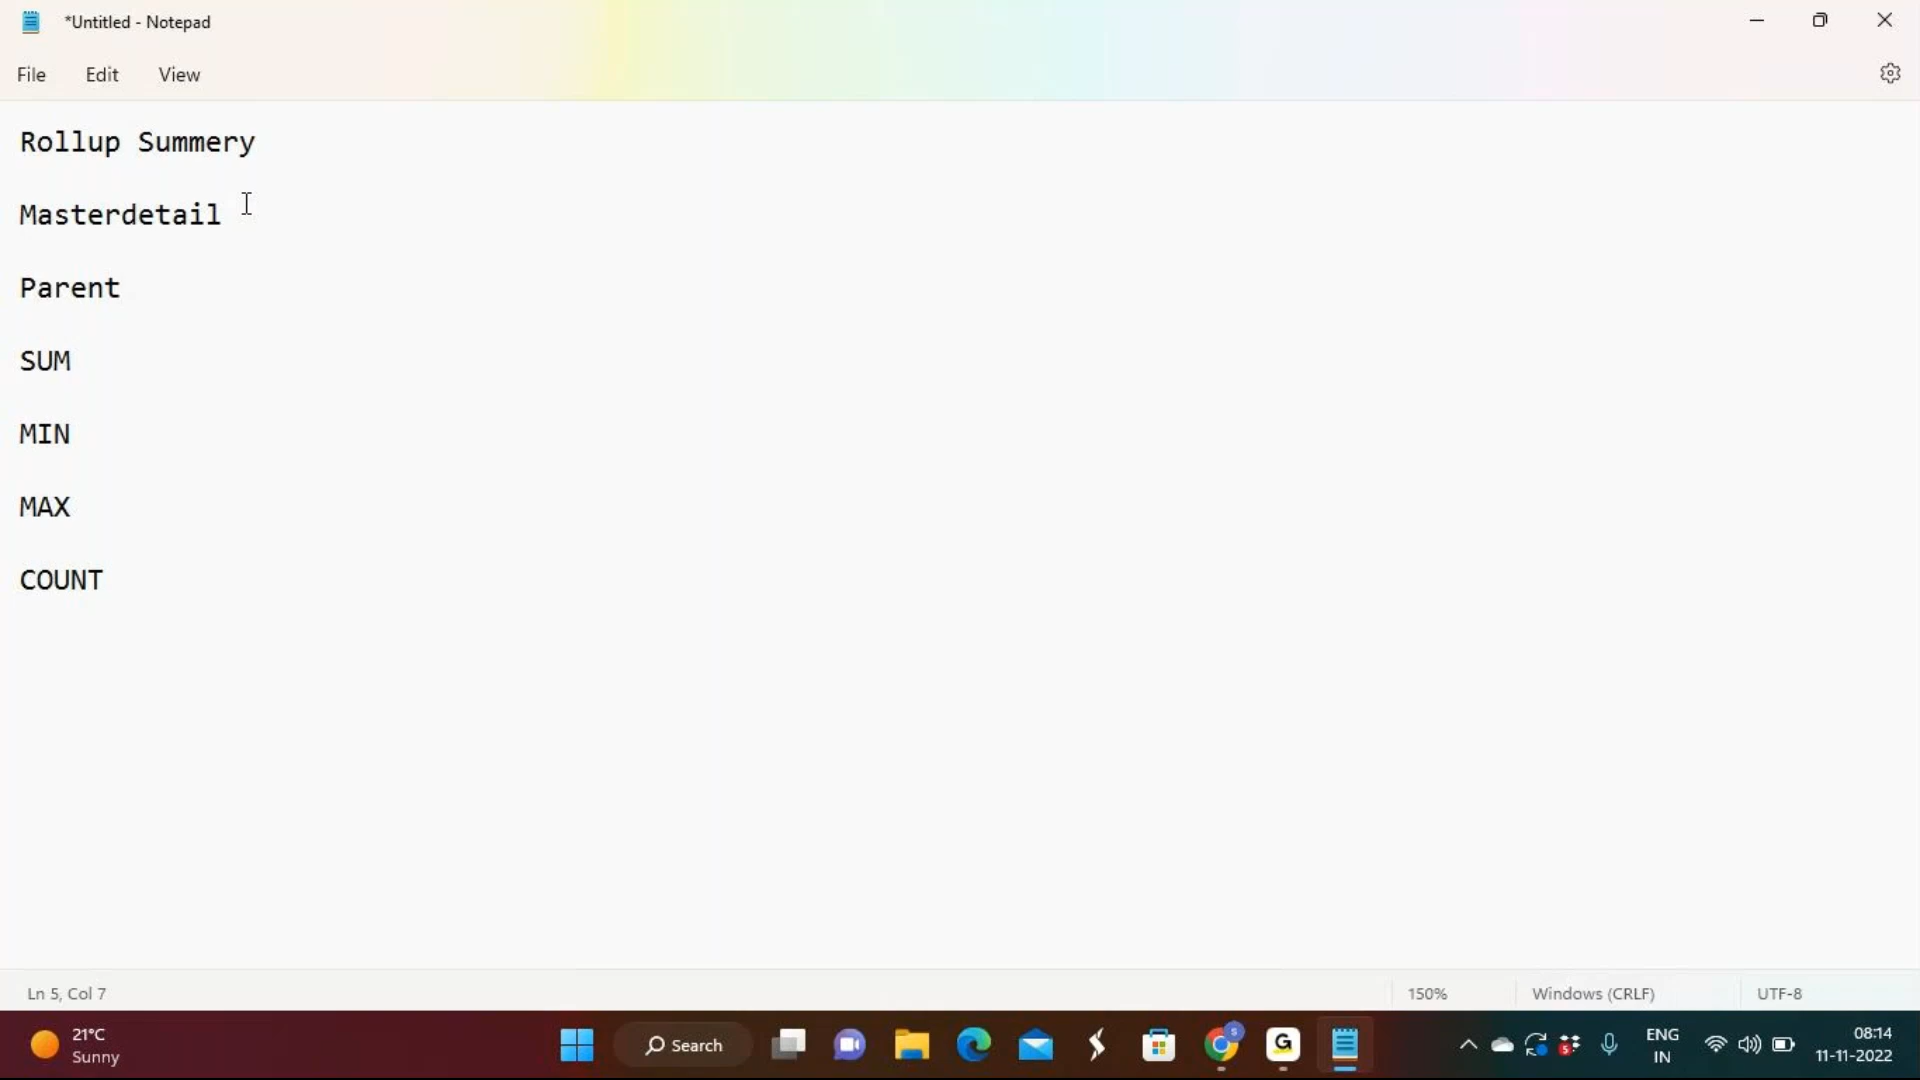 *Untitled - Notepad
File Edit View
Rollup Summery
Masterdetail
Parent
SUM
MIN
MAX
COUNT
Ln 5, Col 7 150% Windows (CRLF) UTF-8
21°C
Sunny
Search
S
G
5
ENG
IN
08:14
11-11-2022